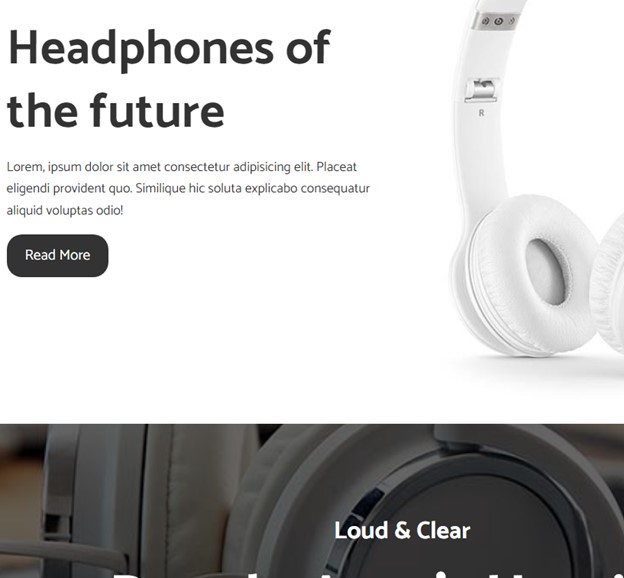 Headphones of
the future
R
Lorem, ipsum dolor sit amet consectetur adipisicing elit. Placeat
eligendi provident quo. Similique hic soluta explicabo consequatur
aliquid voluptas odio!
Read More
Loud & Clear